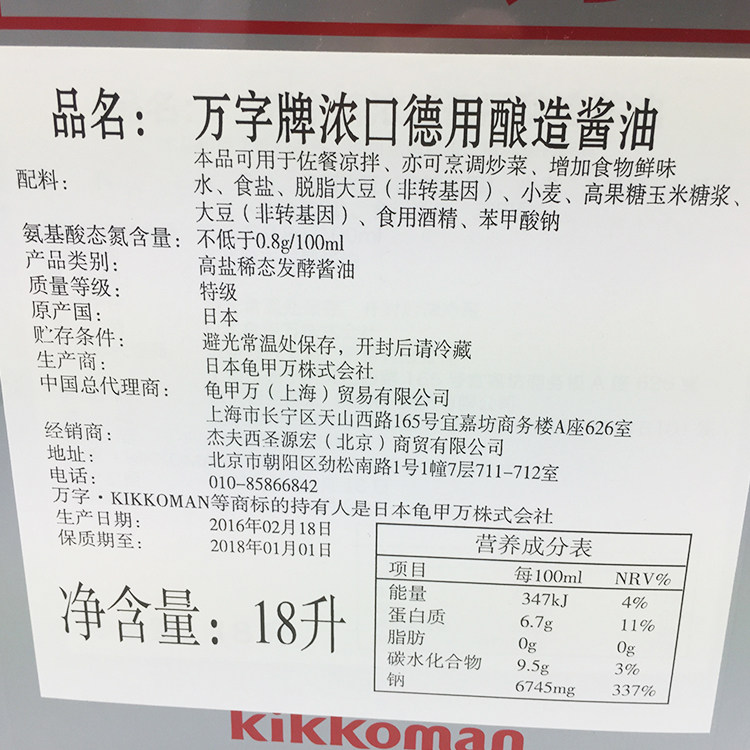 品名： 万字牌浓口德用酿造酱油
本品可用于佐餐凉拌、亦可烹调炒菜、增加食物鲜味
配料： 水、食盐、脱脂大豆（非转基因）、小麦、高果糖玉米糖浆、
大豆（非转基因）、食用酒精、苯甲酸钠
氨基酸态氮含量： 不低于0.8g/100ml
产品类别： 高盐稀态发酵酱油
质量等级： 特级
原产国： 日本
贮存条件： 避光常温处保存，开封后请冷藏
生产商： 日本龟甲万株式会社
中国总代理商： 龟甲万（上海）贸易有限公司
上海市长宁区天山西路165号宜嘉坊商务楼A座626室
经销商： 杰夫西圣源宏（北京）商贸有限公司
地址： 北京市朝阳区劲松南路1号1幢7层711-712室
电话： 010-85866842
万字·KIKKOMAN等商标的持有人是日本龟甲万株式会社
生产日期： 2016年02月18日
保质期至： 2018年01月01日
净含量： 18升
营养成分表
项目 每100ml NRV%
能量 347kJ 4%
蛋白质 6.7g 11%
脂肪 0g 0g
碳水化合物 9.5g 3%
钠 6745mg 337%
kikkoman